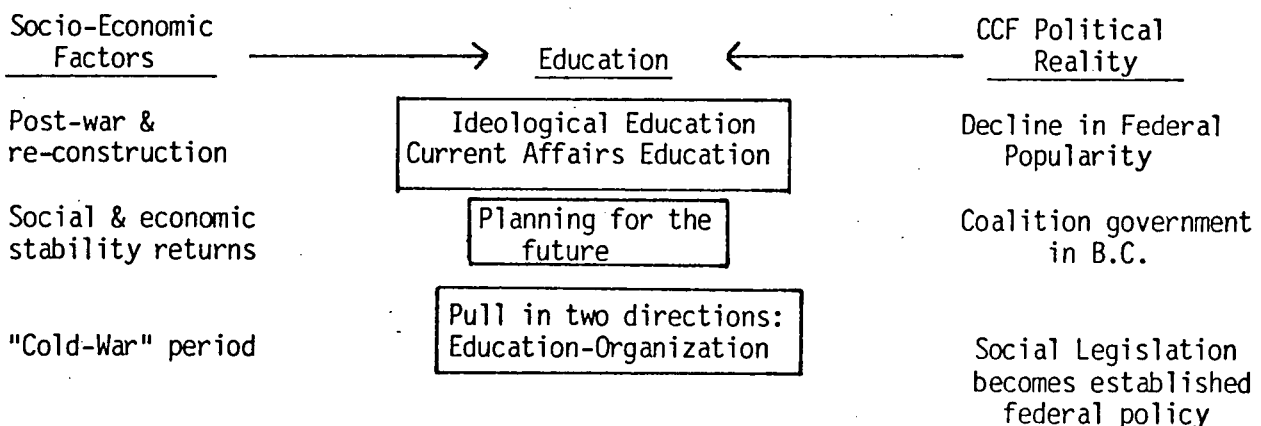 Socio-Economic
Factors
Education
CCF Political
Reality
Post-war &
re-construction
Ideological Education
Current Affairs Education
Decline in Federal
Popularity
Social & economic
stability returns
Planning for the
future
Coalition government
in B.C.
"Cold-War" period
Pull in two directions:
Education-Organization
Social Legislation
becomes established
federal policy